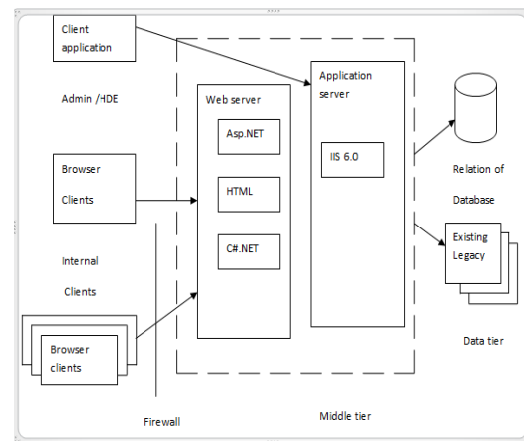 Client
application
Admin /HDE
Browser
Clients
Internal
Clients
Browser
clients
Firewall
Web server
Asp.NET
HTML
C#.NET
Application
server
IIS 6.0
Middle tier
Relation of
Database
Existing
Legacy
Data tier